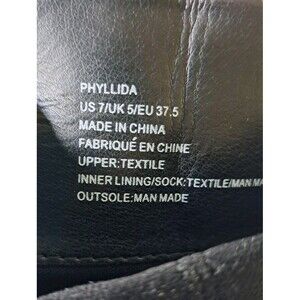 PHYLLIDA
US 7/UK 5/EU 37.5
MADE IN CHINA
FABRIQUÉ EN CHINE
UPPER:TEXTILE
INNER LINING/SOCK:TEXTILE/MAN MA
OUTSOLE:MAN MADE